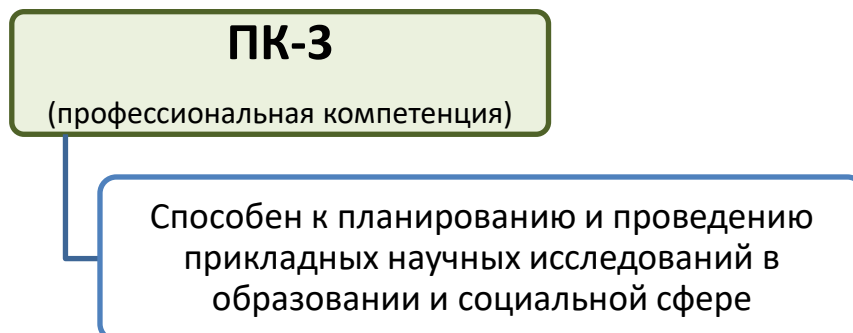 ПК-3
(профессиональная компетенция)
Способен к планированию и проведению
прикладных научных исследований в
образовании и социальной сфере